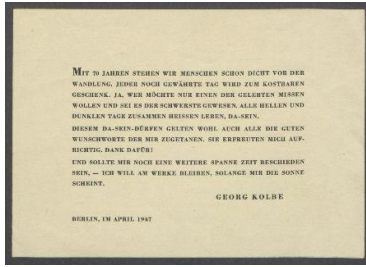 MIT 70 JAHREN STEHEN WIR MENSCHEN SCHON DICHT VOR DER
WANDLUNG. JEDER NOCH GEWÄHRTE TAG WIRD ZUM KOSTBAREN
GESCHENK. JA, WER MÖCHTE NUR EINEN DER GELEBTEN MISSEN
WOLLEN UND SEI ES DER SCHWERSTE GEWESEN. ALLE HELLEN UND
DUNKLEN TAGE ZUSAMMEN HEISSEN LEBEN, DA-SEIN.
DIESEM DA-SEIN-DÜRFEN GELTEN WOHL AUCH ALLE DIE GUTEN
WUNSCHWORTE DER MIR ZUGETANEN. SIE ERFREUTEN MICH AUF-
RICHTIG. DANK DAFÜR!
UND SOLLTE MIR NOCH EINE WEITERE SPANNE ZEIT BESCHIEDEN
SEIN, — ICH WILL AM WERKE BLEIBEN, SOLANGE MIR DIE SONNE
SCHEINT.
GEORG KOLBE
BERLIN, IM APRIL 1947